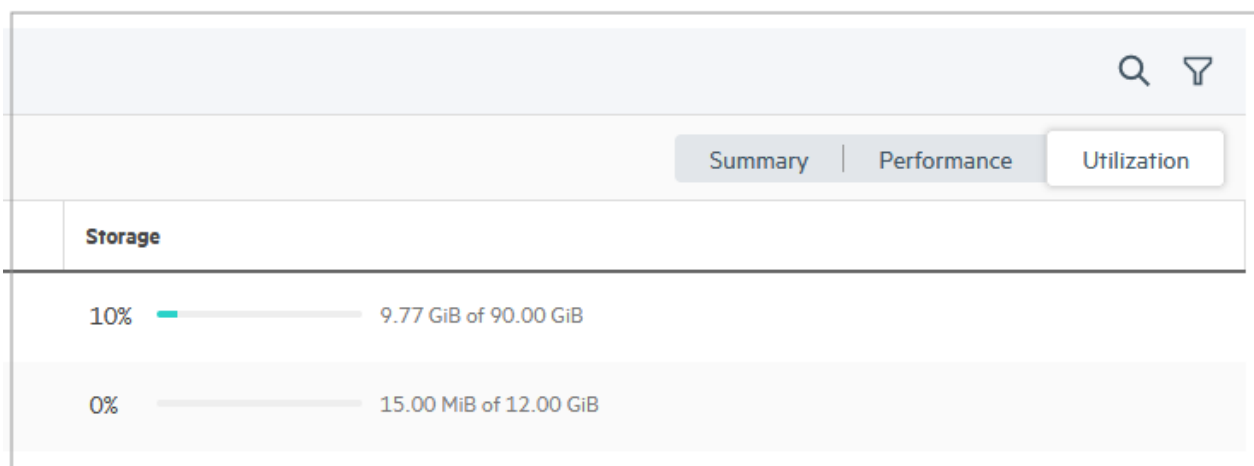 Summary Performance Utilization
Storage
10% 9.77 GiB of 90.00 GiB
0% 15.00 MiB of 12.00 GiB